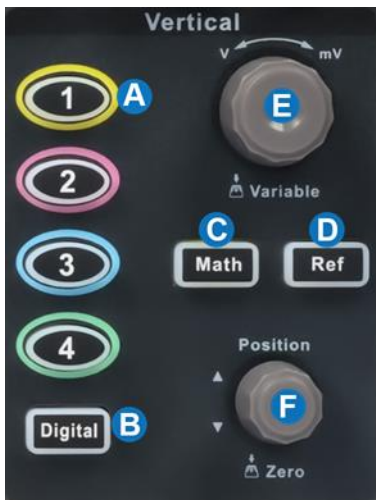 Vertical
V mV
1 A
E
2
Variable
C D
3
Math Ref
4
Position
F
Digital B
Zero